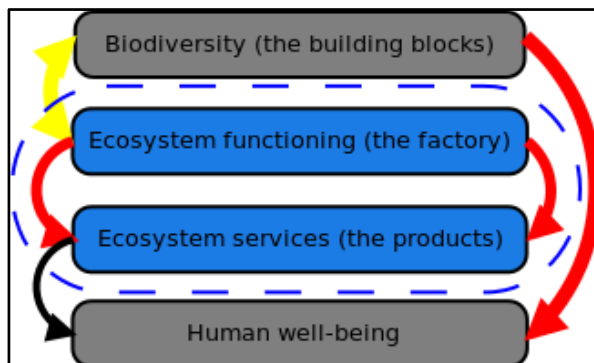 Biodiversity (the building blocks)
Ecosystem functioning (the factory)
Ecosystem services (the products)
Human well-being